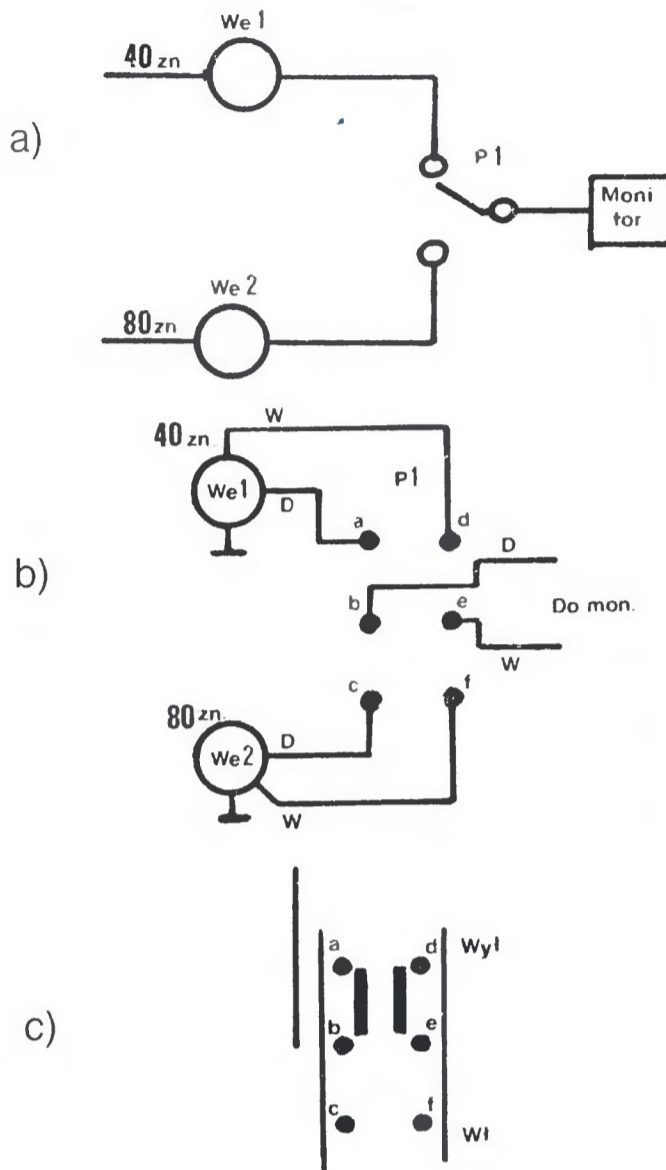 We 1
40 zn
a)
P1
Moni
tor
We 2
80 zn
W
40 zn.
We1
D
P1
a
d
D
b)
b
e
Do mon.
W
c
f
80 zn.
We2
D
W
a
d
Wył
c)
b
e
c
f
Wł